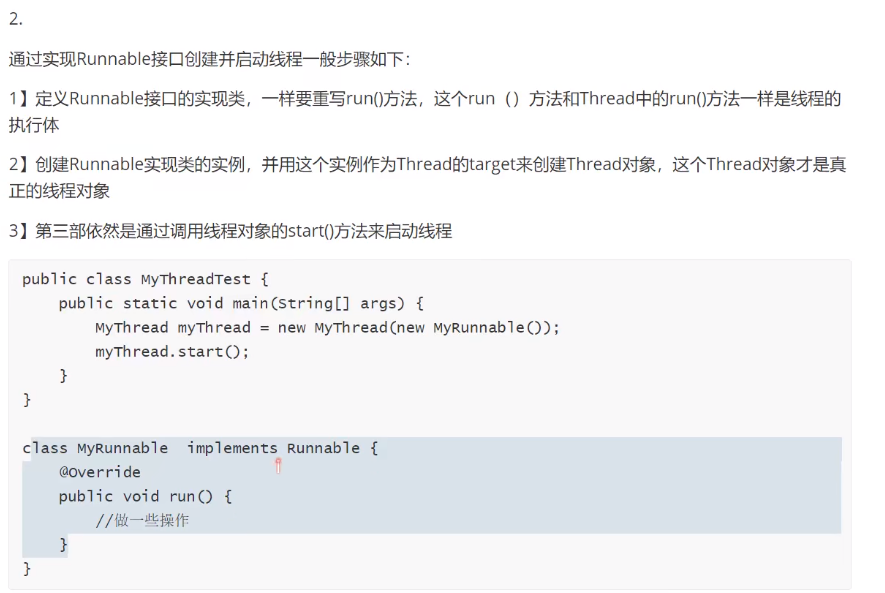 2.
通过实现Runnable接口创建并启动线程一般步骤如下：
1】定义Runnable接口的实现类，一样要重写run()方法，这个run（）方法和Thread中的run()方法一样是线程的
执行体
2】创建Runnable实现类的实例，并用这个实例作为Thread的target来创建Thread对象，这个Thread对象才是真
正的线程对象
3】第三部依然是通过调用线程对象的start()方法来启动线程
public class MyThreadTest {
    public static void main(String[] args) {
        MyThread myThread = new MyThread(new MyRunnable());
        myThread.start();
    }
}
class MyRunnable  implements Runnable {
    @Override
    public void run() {
        //做一些操作
    }
}